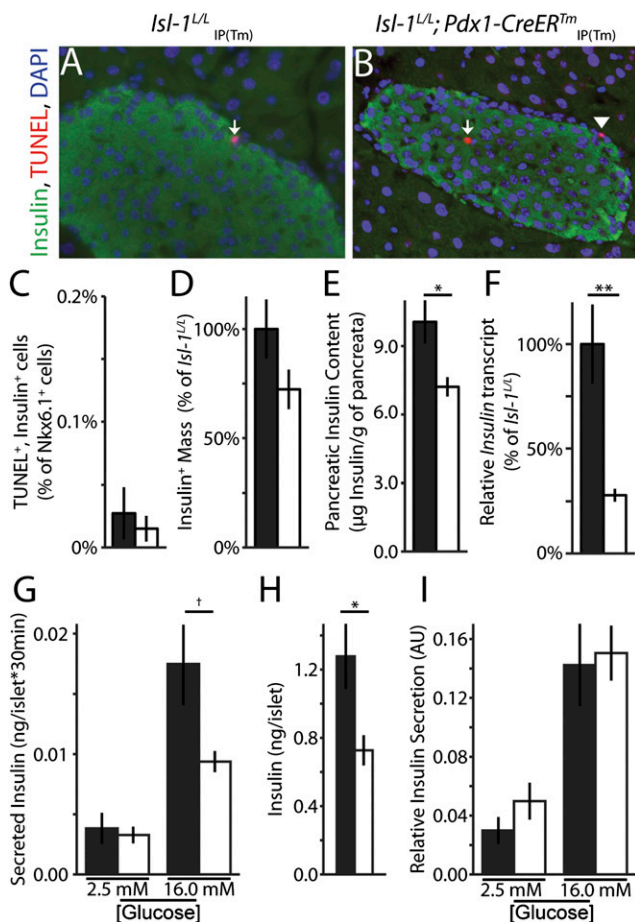 Isl-1L/L IP(Tm)
Isl-1L/L; Pdx1-CreERTm IP(Tm)
Insulin, TUNEL, DAPI
A
B
C
TUNEL+, Insulin+ cells
(% of Nkx6.1+ cells)
0.2%
0.1%
0%
D
Insulin+ Mass (% of Isl-1L/L)
100%
50%
0%
E
Pancreatic Insulin Content
(µg Insulin/g of pancreata)
9.0
6.0
3.0
0.0
*
F
Relative Insulin transcript
(% of Isl-1L/L)
100%
50%
0%
**
G
Secreted Insulin (ng/islet*30min)
0.02
0.01
0.00
†
2.5 mM
16.0 mM
[Glucose]
H
Insulin (ng/islet)
1.2
0.8
0.4
0.0
*
I
Relative Insulin Secretion (AU)
0.16
0.12
0.08
0.04
0.00
2.5 mM
16.0 mM
[Glucose]